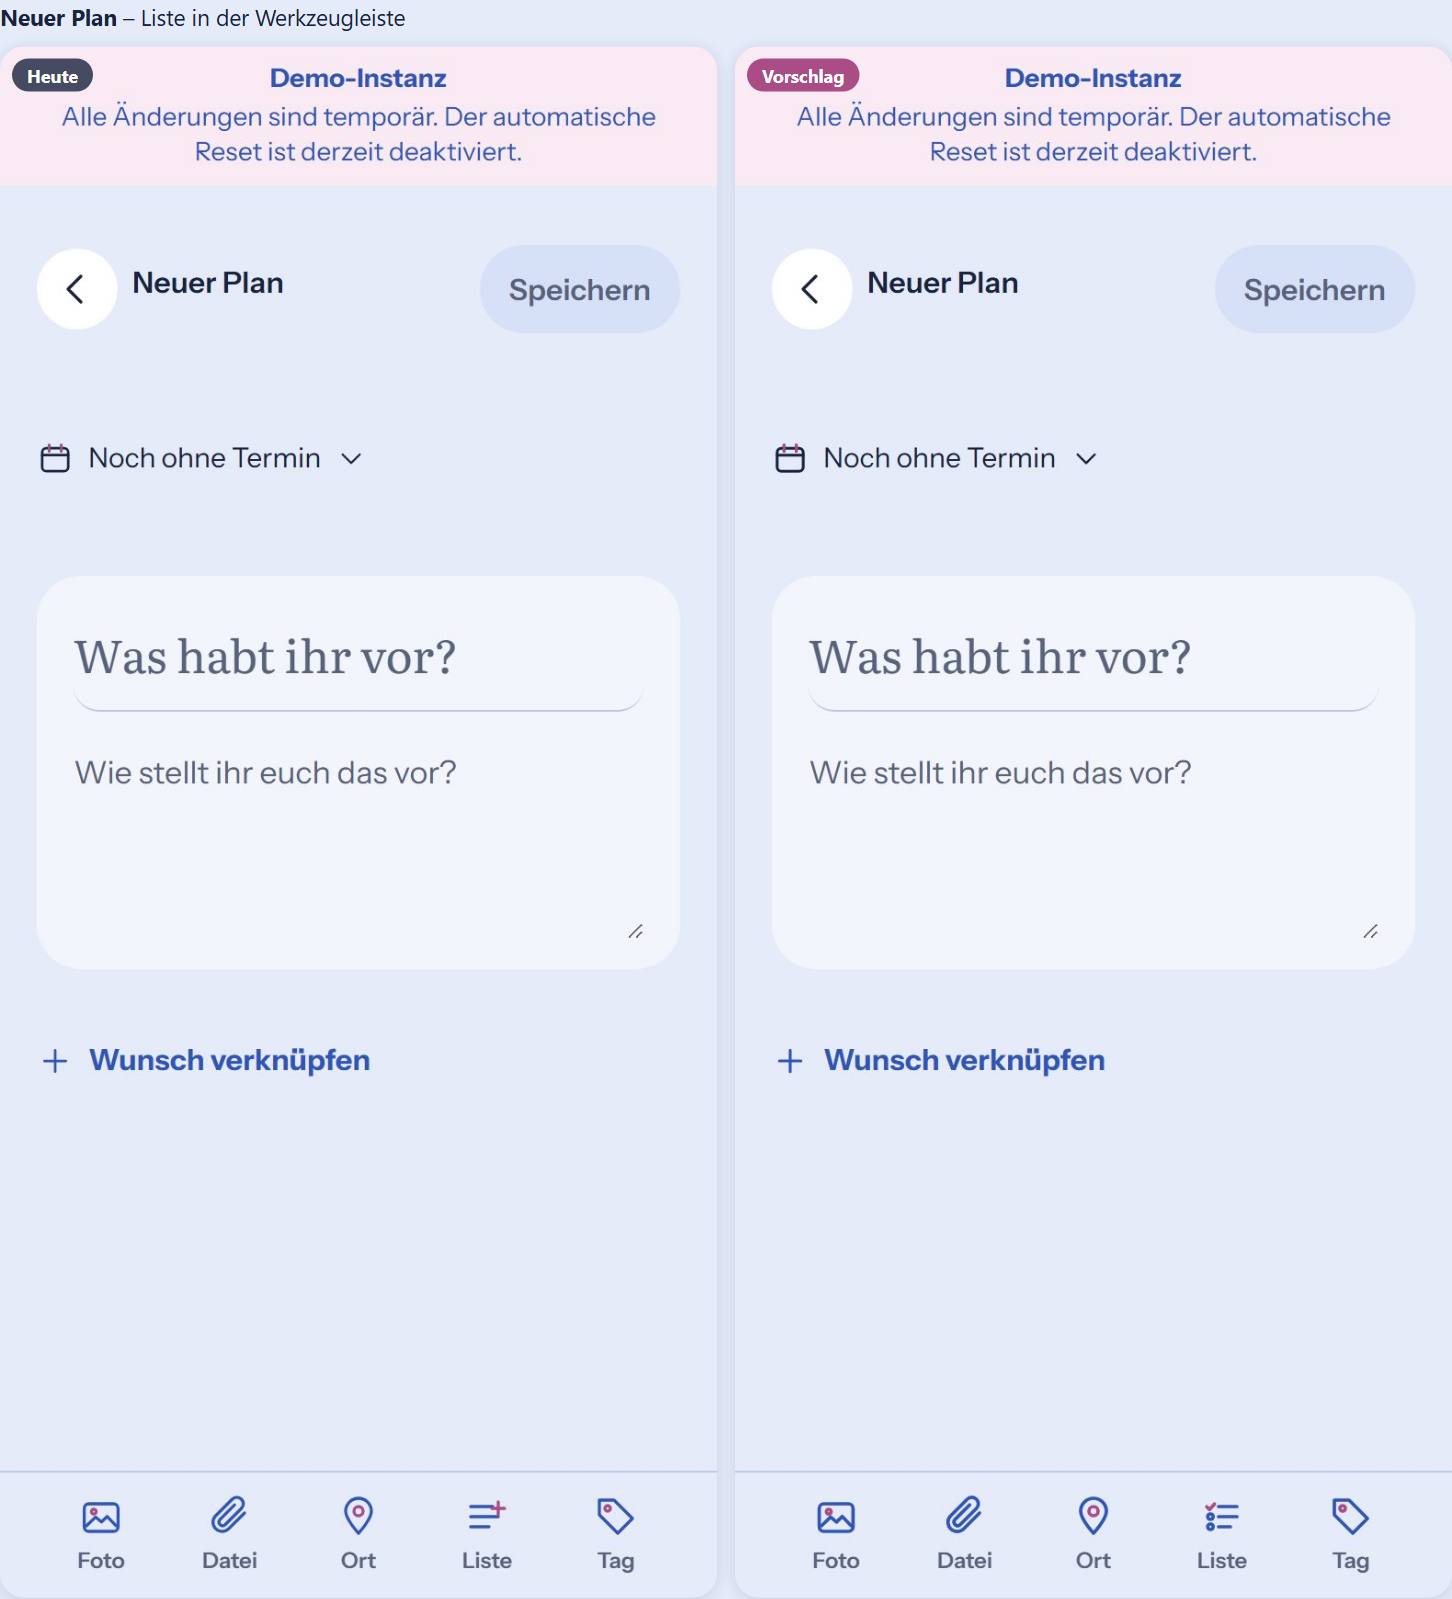 Neuer Plan – Liste in der Werkzeugleiste
Heute
Demo-Instanz
Alle Änderungen sind temporär. Der automatische
Reset ist derzeit deaktiviert.
Neuer Plan
Speichern
Noch ohne Termin
Was habt ihr vor?
Wie stellt ihr euch das vor?
Wunsch verknüpfen
Foto
Datei
Ort
Liste
Tag
Vorschlag
Demo-Instanz
Alle Änderungen sind temporär. Der automatische
Reset ist derzeit deaktiviert.
Neuer Plan
Speichern
Noch ohne Termin
Was habt ihr vor?
Wie stellt ihr euch das vor?
Wunsch verknüpfen
Foto
Datei
Ort
Liste
Tag